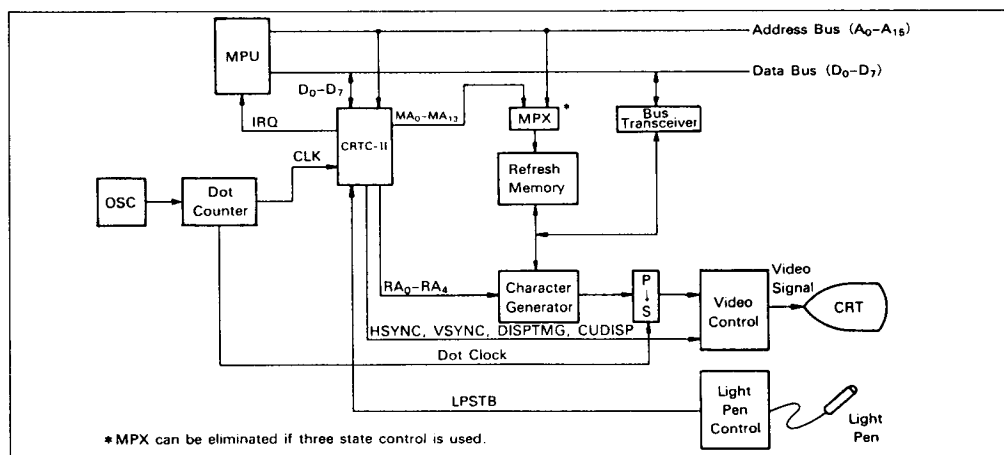 Address Bus (A₀–A₁₅)
MPU
Data Bus (D₀–D₇)
D₀–D₇
MA₀–MA₁₃
MPX
*
Bus
Transceiver
IRQ
CRTC-II
CLK
Refresh
Memory
OSC
Dot
Counter
RA₀–RA₄
Character
Generator
P
↓
S
Video
Control
Video
Signal
CRT
HSYNC, VSYNC, DISPTMG, CUDISP
Dot Clock
LPSTB
Light
Pen
Control
Light
Pen
* MPX can be eliminated if three state control is used.